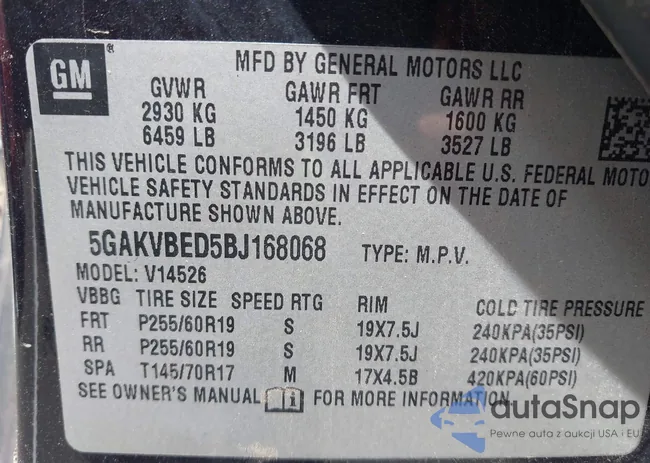 GM ®
MFD BY GENERAL MOTORS LLC
GVWR GAWR FRT GAWR RR
2930 KG 1450 KG 1600 KG
6459 LB 3196 LB 3527 LB
THIS VEHICLE CONFORMS TO ALL APPLICABLE U.S. FEDERAL MOTO
VEHICLE SAFETY STANDARDS IN EFFECT ON THE DATE OF
MANUFACTURE SHOWN ABOVE.
5GAKVBED5BJ168068 TYPE: M.P.V.
MODEL: V14526
VBBG TIRE SIZE SPEED RTG RIM COLD TIRE PRESSURE
FRT P255/60R19 S 19X7.5J 240KPA(35PSI)
RR P255/60R19 S 19X7.5J 240KPA(35PSI)
SPA T145/70R17 M 17X4.5B 420KPA(60PSI)
SEE OWNER'S MANUAL FOR MORE INFORMATION.
autaSnap
Pewne auta z aukcji USA i EU